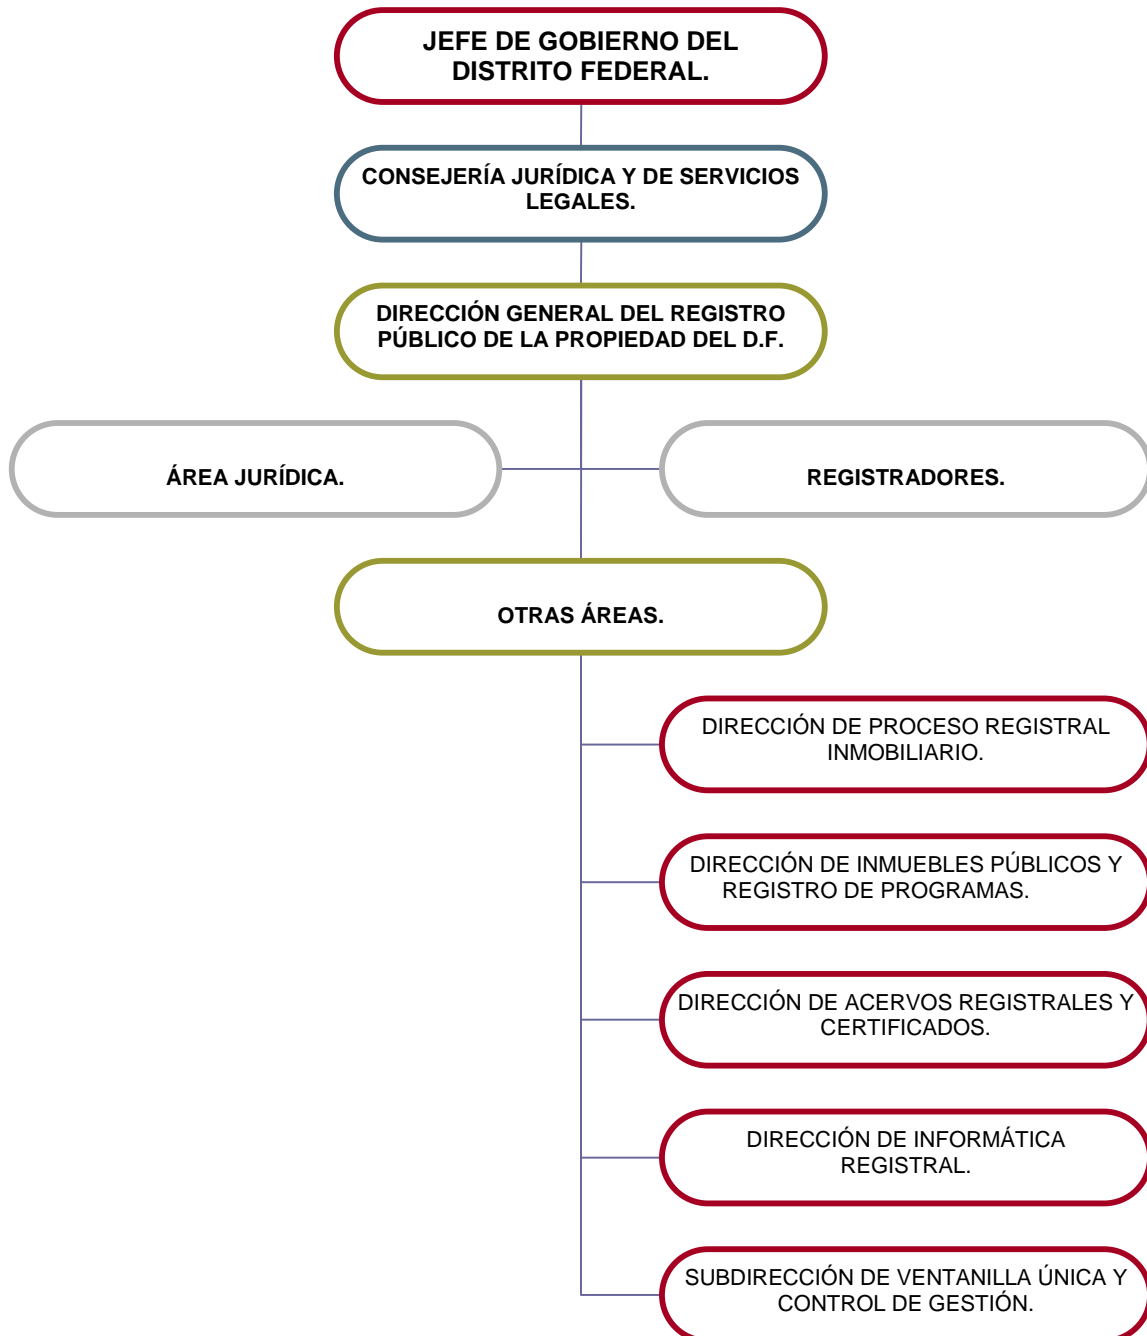 JEFE DE GOBIERNO DEL
DISTRITO FEDERAL.
CONSEJERÍA JURÍDICA Y DE SERVICIOS
LEGALES.
DIRECCIÓN GENERAL DEL REGISTRO
PÚBLICO DE LA PROPIEDAD DEL D.F.
ÁREA JURÍDICA.
REGISTRADORES.
OTRAS ÁREAS.
DIRECCIÓN DE PROCESO REGISTRAL
INMOBILIARIO.
DIRECCIÓN DE INMUEBLES PÚBLICOS Y
REGISTRO DE PROGRAMAS.
DIRECCIÓN DE ACERVOS REGISTRALES Y
CERTIFICADOS.
DIRECCIÓN DE INFORMÁTICA
REGISTRAL.
SUBDIRECCIÓN DE VENTANILLA ÚNICA Y
CONTROL DE GESTIÓN.